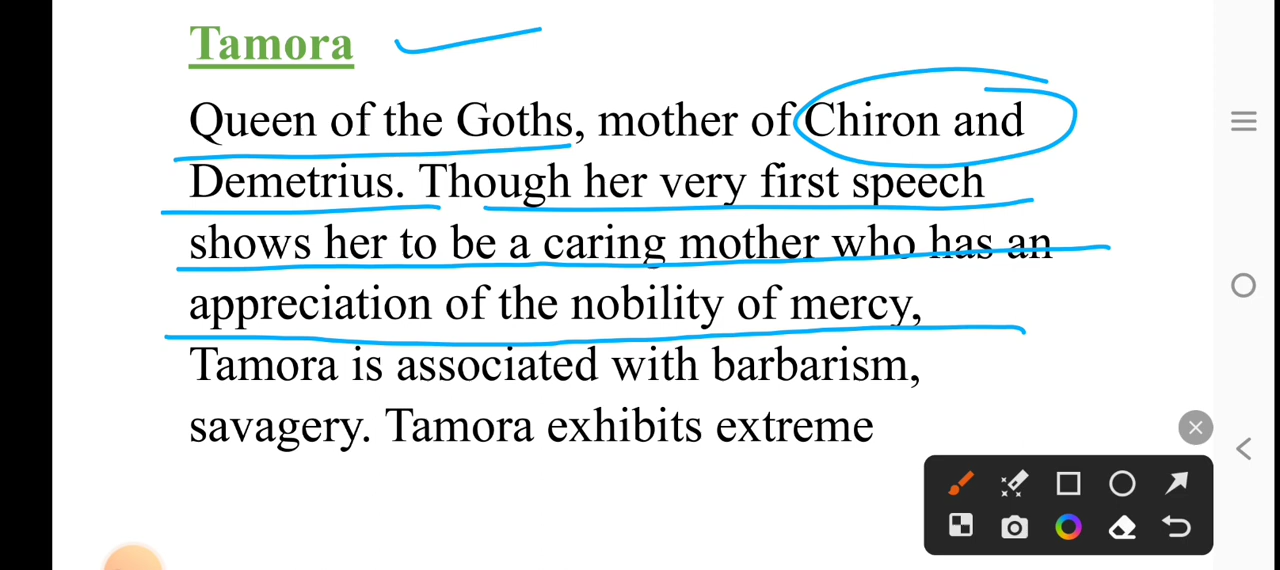 Tamora
Queen of the Goths, mother of Chiron and
Demetrius. Though her very first speech
shows her to be a caring mother who has an
appreciation of the nobility of mercy,
Tamora is associated with barbarism,
savagery. Tamora exhibits extreme